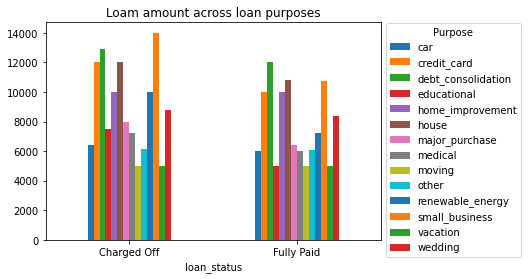 Loam amount across loan purposes
14000
12000
10000
8000
6000
4000
2000
0
Charged Off
Fully Paid
loan_status
Purpose
car
credit_card
debt_consolidation
educational
home_improvement
house
major_purchase
medical
moving
other
renewable_energy
small_business
vacation
wedding